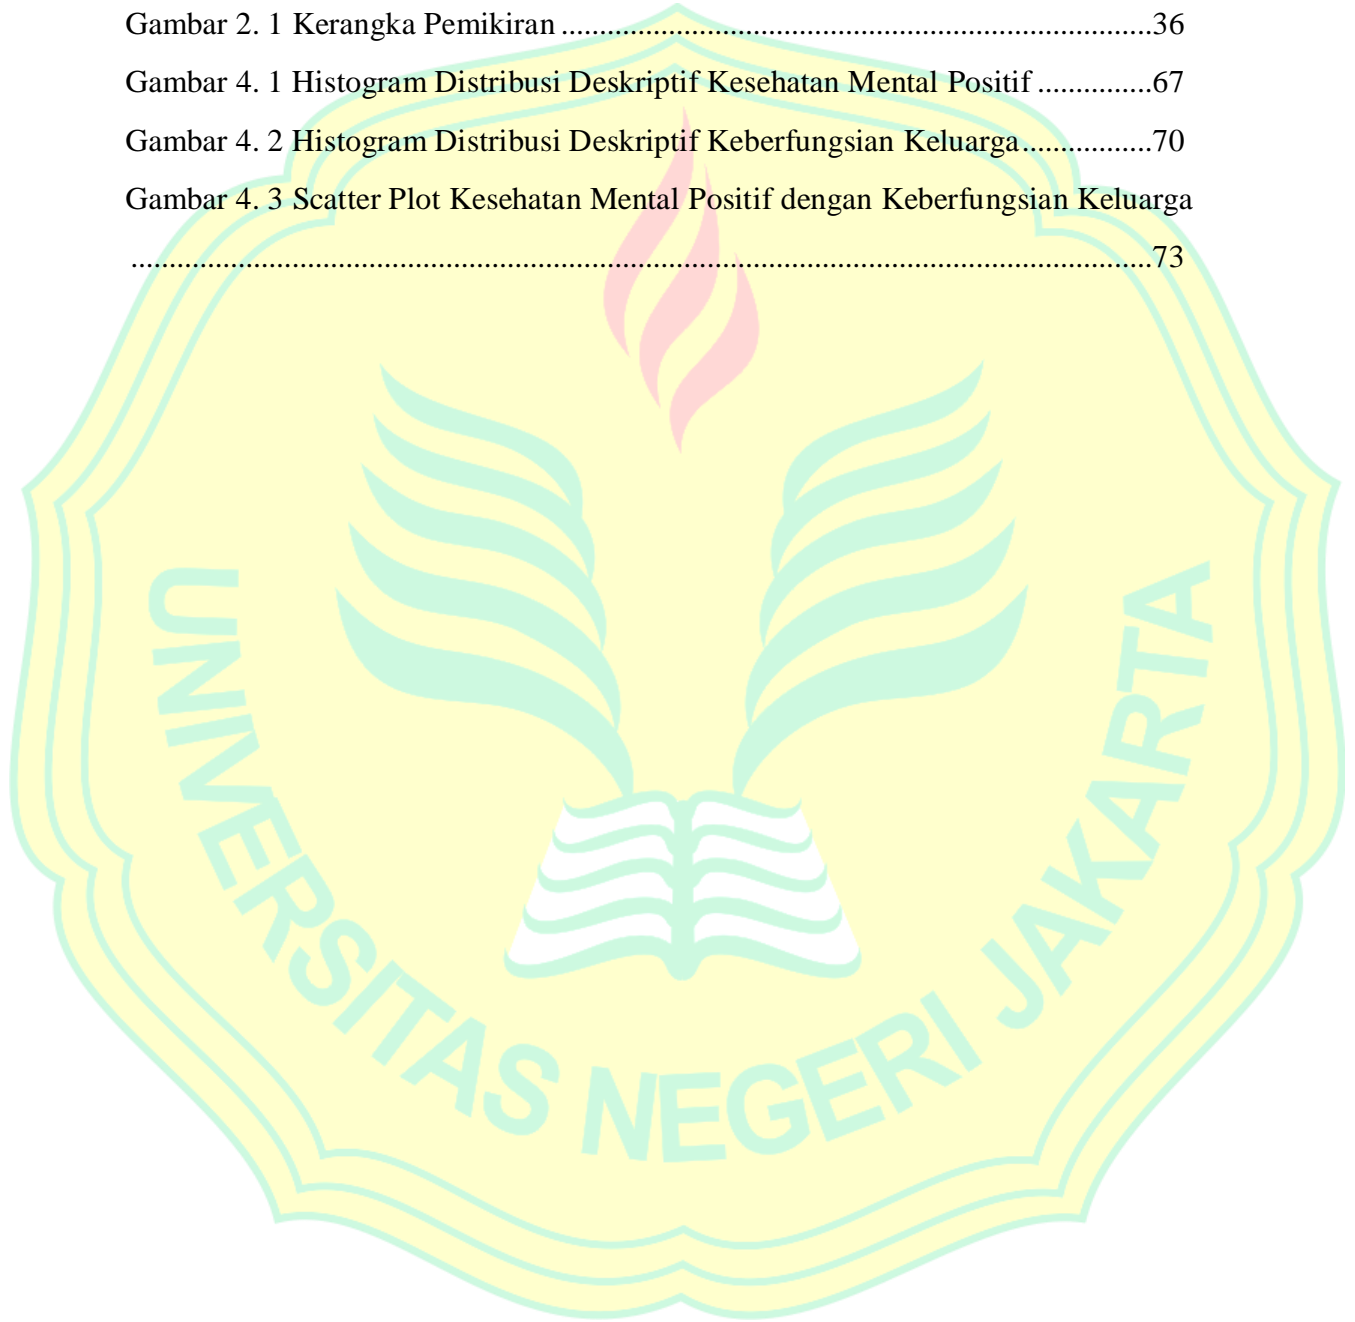 Gambar 2. 1 Kerangka Pemikiran ............................................................................36
Gambar 4. 1 Histogram Distribusi Deskriptif Kesehatan Mental Positif ...............67
Gambar 4. 2 Histogram Distribusi Deskriptif Keberfungsian Keluarga.................70
Gambar 4. 3 Scatter Plot Kesehatan Mental Positif dengan Keberfungsian Keluarga
....................................................................................................................................73
UNIVERSITAS NEGERI JAKARTA